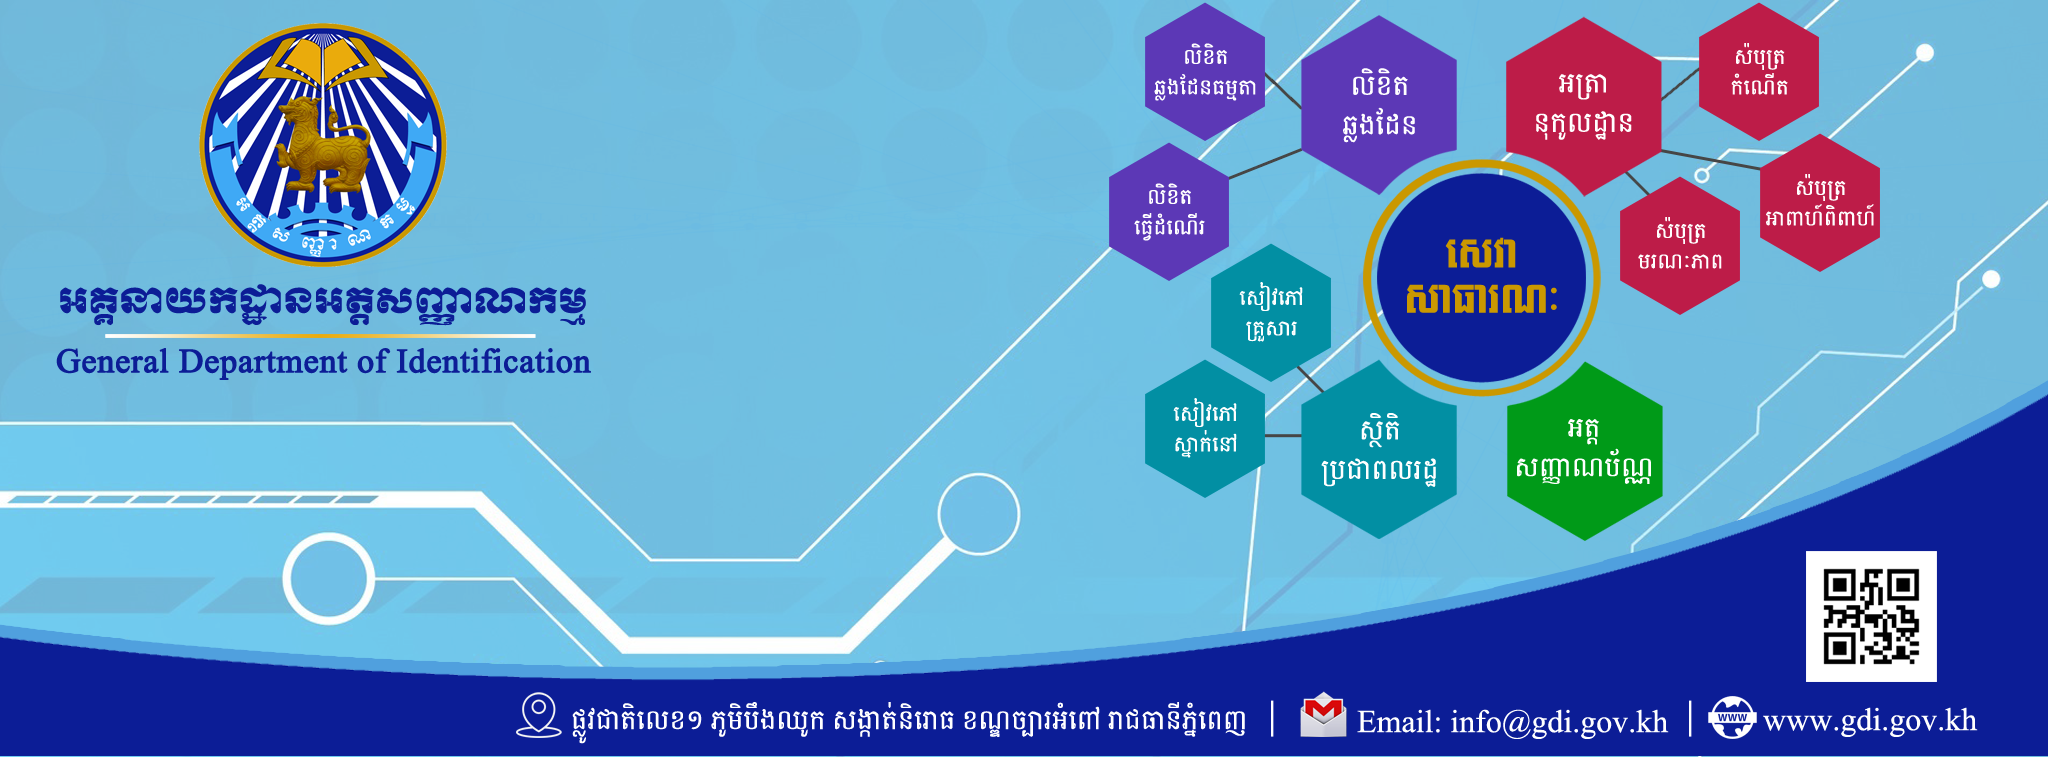 អគ្គនាយកដ្ឋានអត្តសញ្ញាណកម្ម
General Department of Identification
លិខិត
ឆ្លងដែនធម្មតា
លិខិត
ឆ្លងដែន
លិខិត
ធ្វើដំណើរ
អត្រា
នុកូលដ្ឋាន
សំបុត្រ
កំណើត
សំបុត្រ
អាពាហ៍ពិពាហ៍
សំបុត្រ
មរណៈភាព
សេវា
សាធារណៈ
សៀវភៅ
គ្រួសារ
សៀវភៅ
ស្នាក់នៅ
ស្ថិតិ
ប្រជាពលរដ្ឋ
អត្ត
សញ្ញាណប័ណ្ណ
ផ្លូវជាតិលេខ១ ភូមិបឹងឈូក សង្កាត់និរោធ ខណ្ឌច្បារអំពៅ រាជធានីភ្នំពេញ
Email: info@gdi.gov.kh
www.gdi.gov.kh